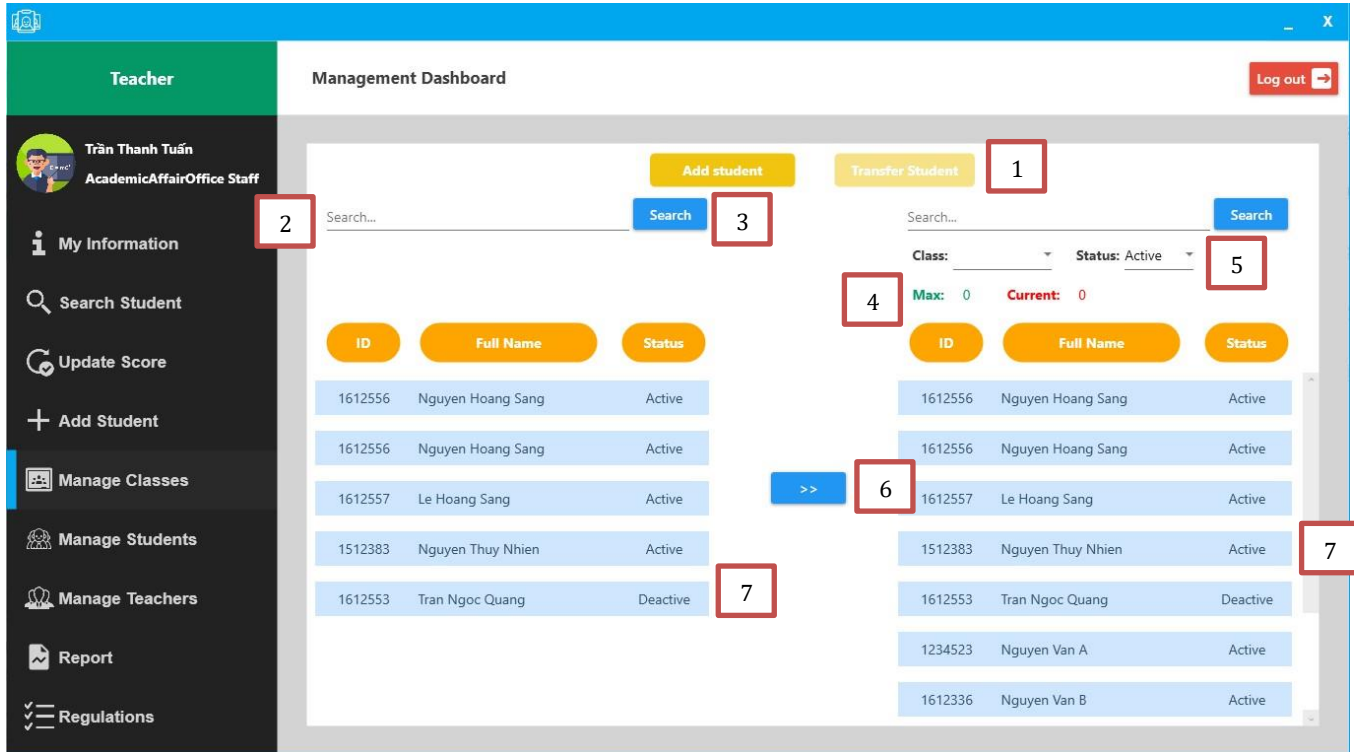 _ X
Teacher
Management Dashboard
Log out
Trần Thanh Tuấn
AcademicAffairOffice Staff
My Information
Search Student
Update Score
Add Student
Manage Classes
Manage Students
Manage Teachers
Report
Regulations
Add student
Transfer Student
1
2
Search...
Search
3
Search...
Search
Class:
Status: Active
5
4
Max: 0 Current: 0
ID Full Name Status
1612556 Nguyen Hoang Sang Active
1612556 Nguyen Hoang Sang Active
1612557 Le Hoang Sang Active
1512383 Nguyen Thuy Nhien Active
1612553 Tran Ngoc Quang Deactive
7
>>
6
ID Full Name Status
1612556 Nguyen Hoang Sang Active
1612556 Nguyen Hoang Sang Active
1612557 Le Hoang Sang Active
1512383 Nguyen Thuy Nhien Active
7
1612553 Tran Ngoc Quang Deactive
1234523 Nguyen Van A Active
1612336 Nguyen Van B Active